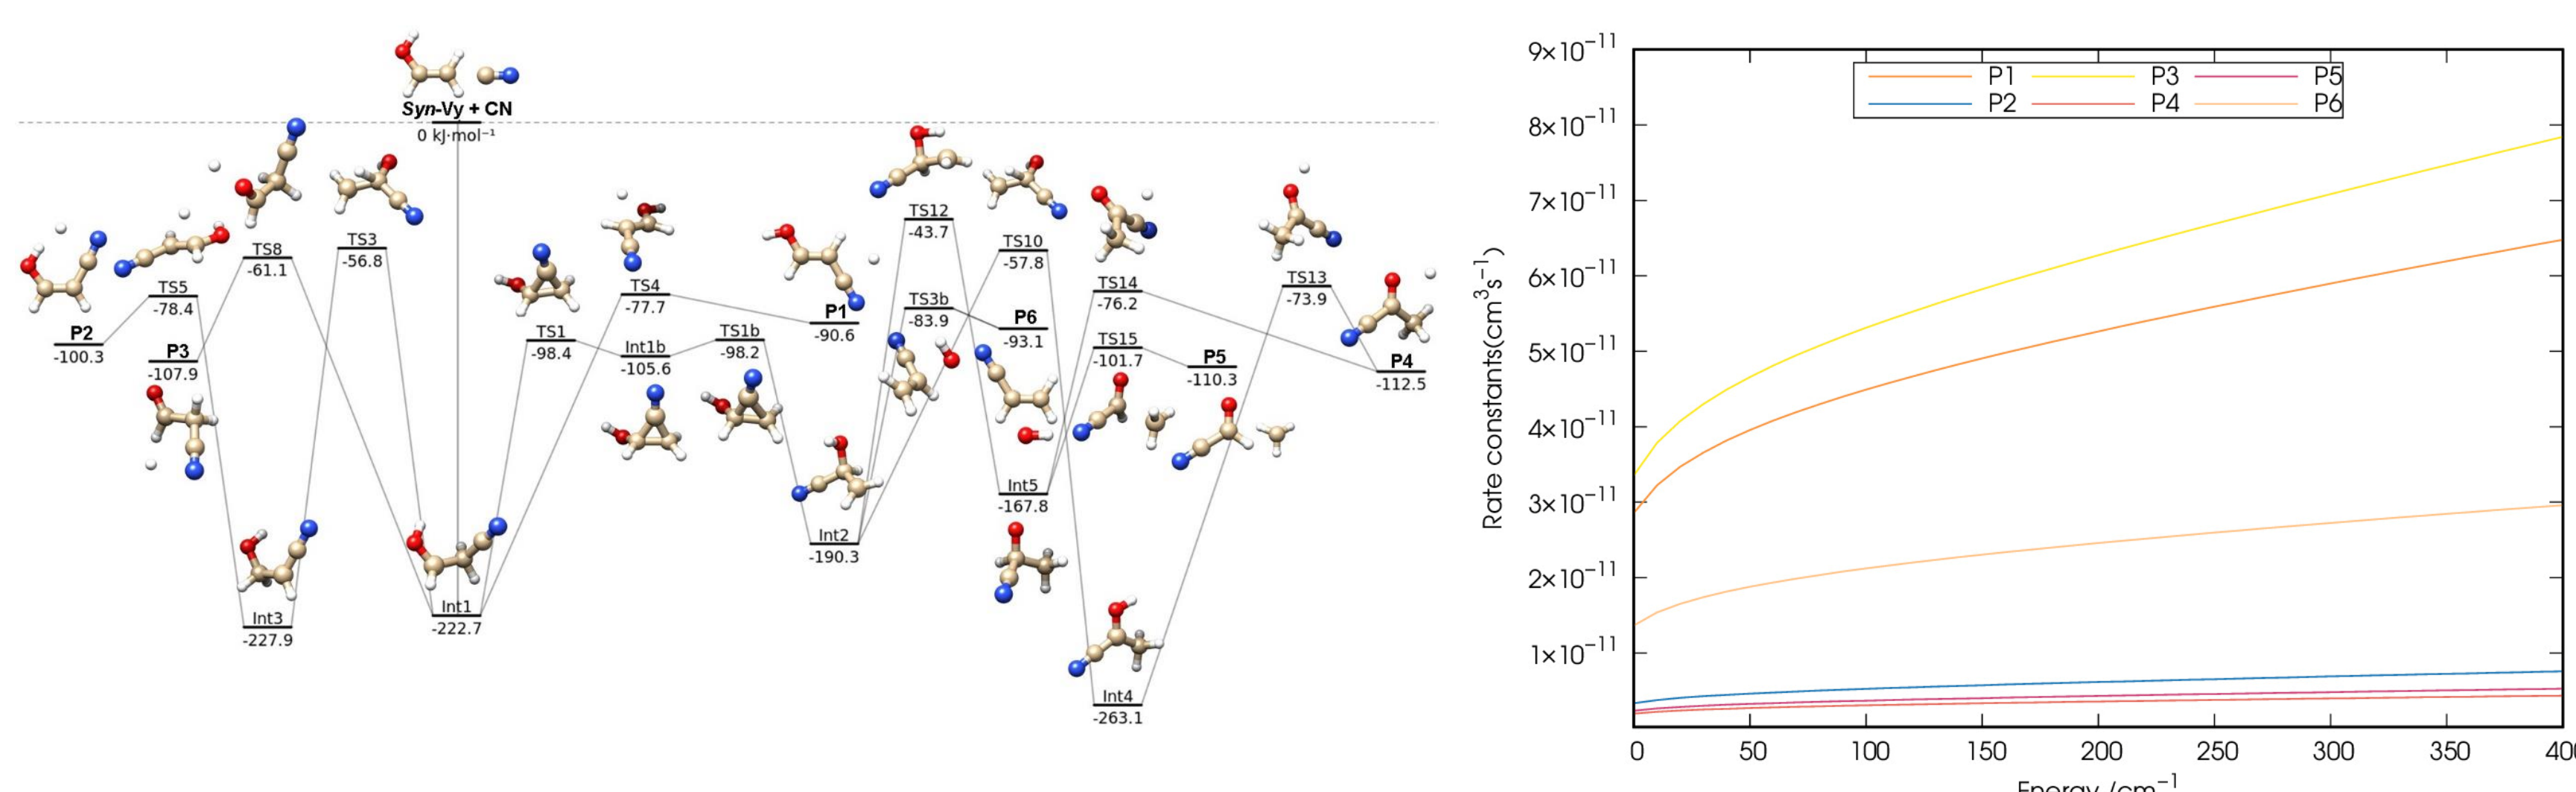 Syn-Vy + CN
0 kJ·mol⁻¹
TS12
-43.7
TS3
-56.8
TS10
-57.8
TS8
-61.1
TS13
-73.9
TS14
-76.2
TS4
-77.7
TS5
-78.4
TS3b
-83.9
P1
-90.6
P6
-93.1
TS1b
-98.2
TS1
-98.4
P2
-100.3
TS15
-101.7
Int1b
-105.6
P3
-107.9
P5
-110.3
P4
-112.5
Int5
-167.8
Int2
-190.3
Int1
-222.7
Int3
-227.9
Int4
-263.1
Rate constants(cm³s⁻¹)
9×10⁻¹¹
8×10⁻¹¹
7×10⁻¹¹
6×10⁻¹¹
5×10⁻¹¹
4×10⁻¹¹
3×10⁻¹¹
2×10⁻¹¹
1×10⁻¹¹
P1 P3 P5
P2 P4 P6
0 50 100 150 200 250 300 350 400
Energy /cm⁻¹